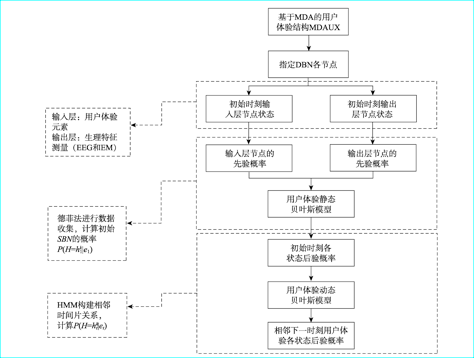 基于MDA的用户
体验结构MDAUX
指定DBN各节点
初始时刻输
入层节点状态
初始时刻输出
层节点状态
输入层：用户体验
元素
输出层：生理特征
测量（EEG和EM）
输入层节点的
先验概率
输出层节点的
先验概率
用户体验静态
贝叶斯模型
德菲法进行数据
收集，计算初始
SBN的概率
初始时刻各
状态后验概率
用户体验动态
贝叶斯模型
HMM构建相邻
时间片关系，
相邻下一时刻用户体
验各状态后验概率